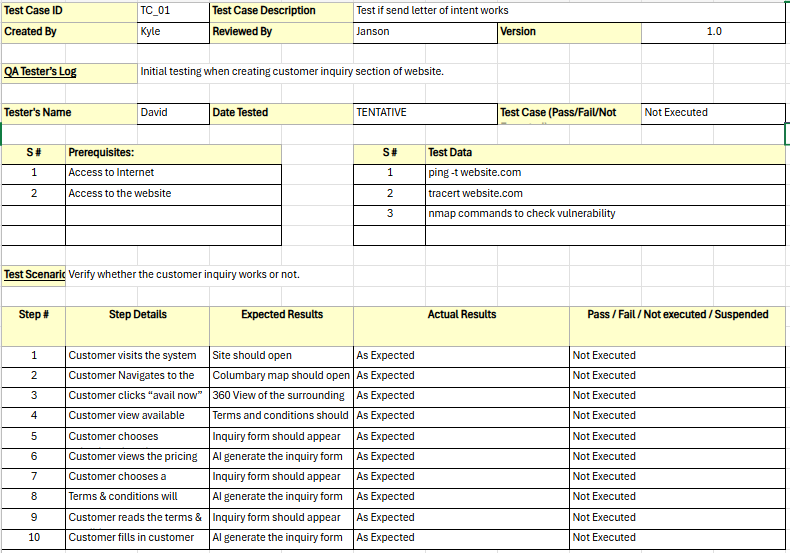 Test Case ID TC_01 Test Case Description Test if send letter of intent works
Created By Kyle Reviewed By Janson Version 1.0
QA Tester's Log Initial testing when creating customer inquiry section of website.
Tester's Name David Date Tested TENTATIVE Test Case (Pass/Fail/Not Not Executed
S # Prerequisites: S # Test Data
1 Access to Internet 1 ping -t website.com
2 Access to the website 2 tracert website.com
3 nmap commands to check vulnerability
Test Scenario Verify whether the customer inquiry works or not.
Step # Step Details Expected Results Actual Results Pass / Fail / Not executed / Suspended
1 Customer visits the system Site should open As Expected Not Executed
2 Customer Navigates to the Columbary map should open As Expected Not Executed
3 Customer clicks “avail now” 360 View of the surrounding As Expected Not Executed
4 Customer view available Terms and conditions should As Expected Not Executed
5 Customer chooses Inquiry form should appear As Expected Not Executed
6 Customer views the pricing AI generate the inquiry form As Expected Not Executed
7 Customer chooses a Inquiry form should appear As Expected Not Executed
8 Terms & conditions will AI generate the inquiry form As Expected Not Executed
9 Customer reads the terms & Inquiry form should appear As Expected Not Executed
10 Customer fills in customer AI generate the inquiry form As Expected Not Executed